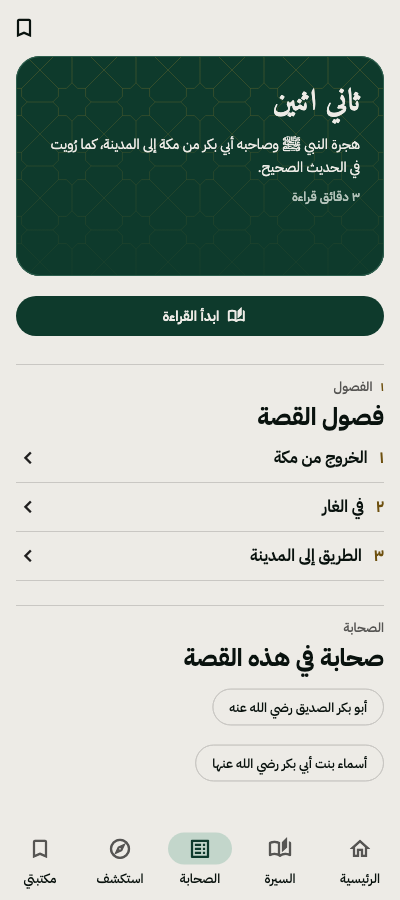 ثاني اثنين
هجرة النبي ﷺ وصاحبه أبي بكر من مكة إلى المدينة، كما رُويت
في الحديث الصحيح.
٣ دقائق قراءة
ابدأ القراءة
١ الفصول
فصول القصة
١ الخروج من مكة
٢ في الغار
٣ الطريق إلى المدينة
الصحابة
صحابة في هذه القصة
أبو بكر الصديق رضي الله عنه
أسماء بنت أبي بكر رضي الله عنها
الرئيسية
السيرة
الصحابة
استكشف
مكتبتي